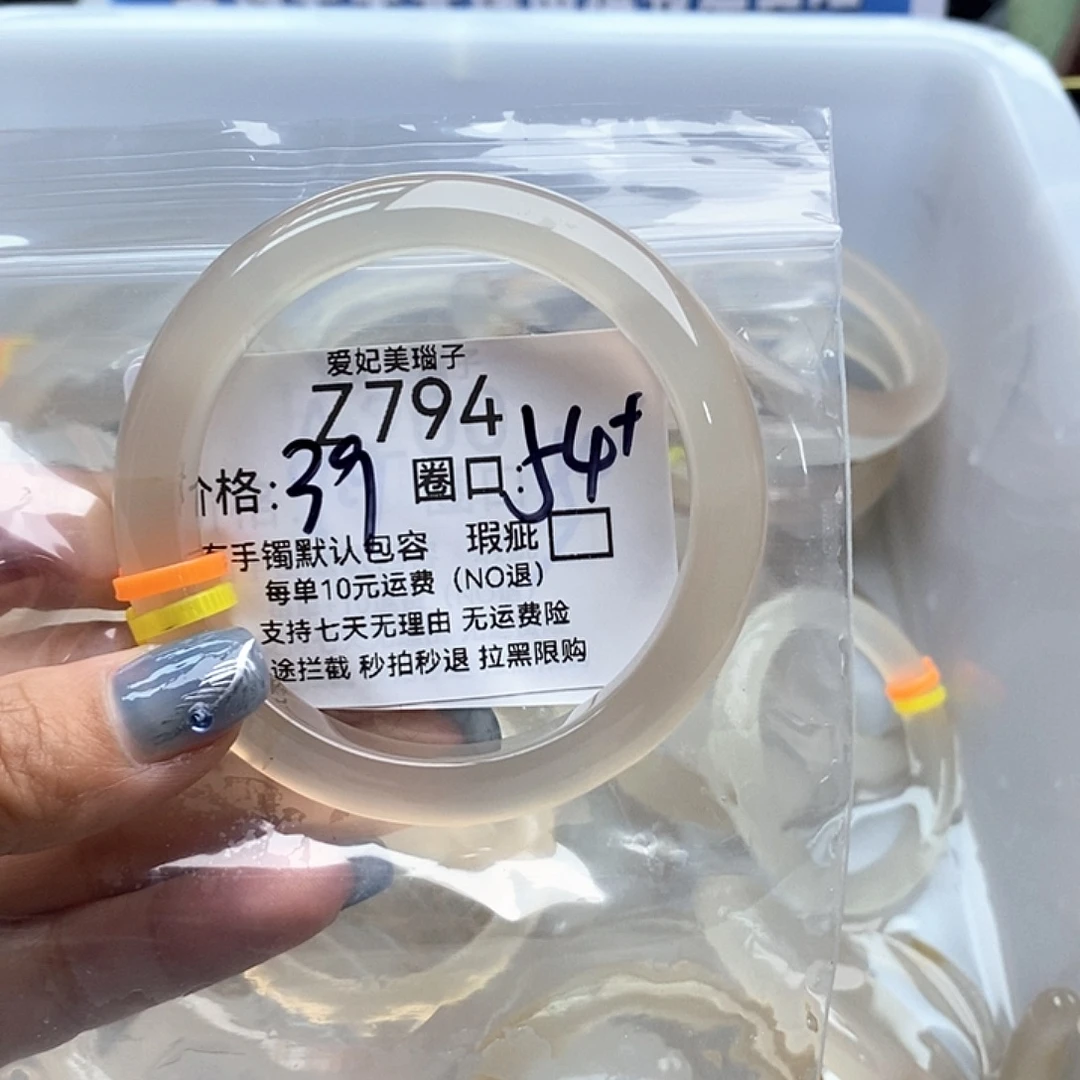 爱妃美瑙子
Z794
价格:39 圈口:54+
手镯默认包容 瑕疵
每单10元运费(NO退)
支持七天无理由 无运费险
途拦截 秒拍秒退 拉黑限购